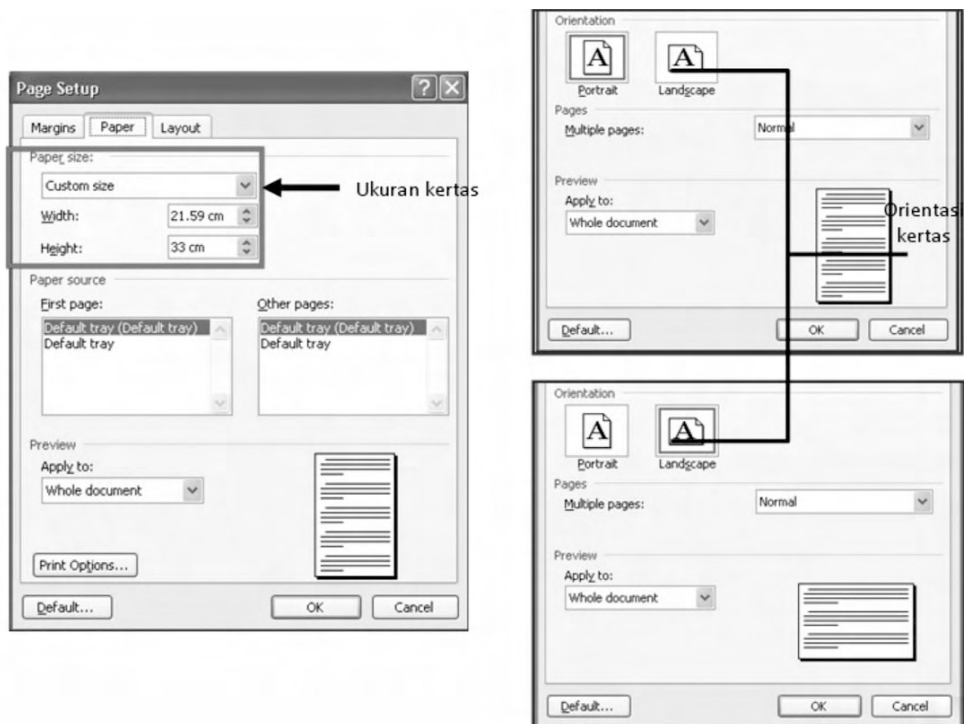 Page Setup
Margins Paper Layout
Paper size:
Custom size
Width: 21.59 cm
Height: 33 cm
Ukuran kertas
Paper source
First page: Other pages:
Default tray (Default tray) Default tray (Default tray)
Default tray Default tray
Preview
Apply to:
Whole document
Print Options...
Default... OK Cancel
Orientation
A A
Portrait Landscape
Pages
Multiple pages: Normal
Preview
Apply to:
Whole document
Orientasi
kertas
Default... OK Cancel
Orientation
A A
Portrait Landscape
Pages
Multiple pages: Normal
Preview
Apply to:
Whole document
Default... OK Cancel